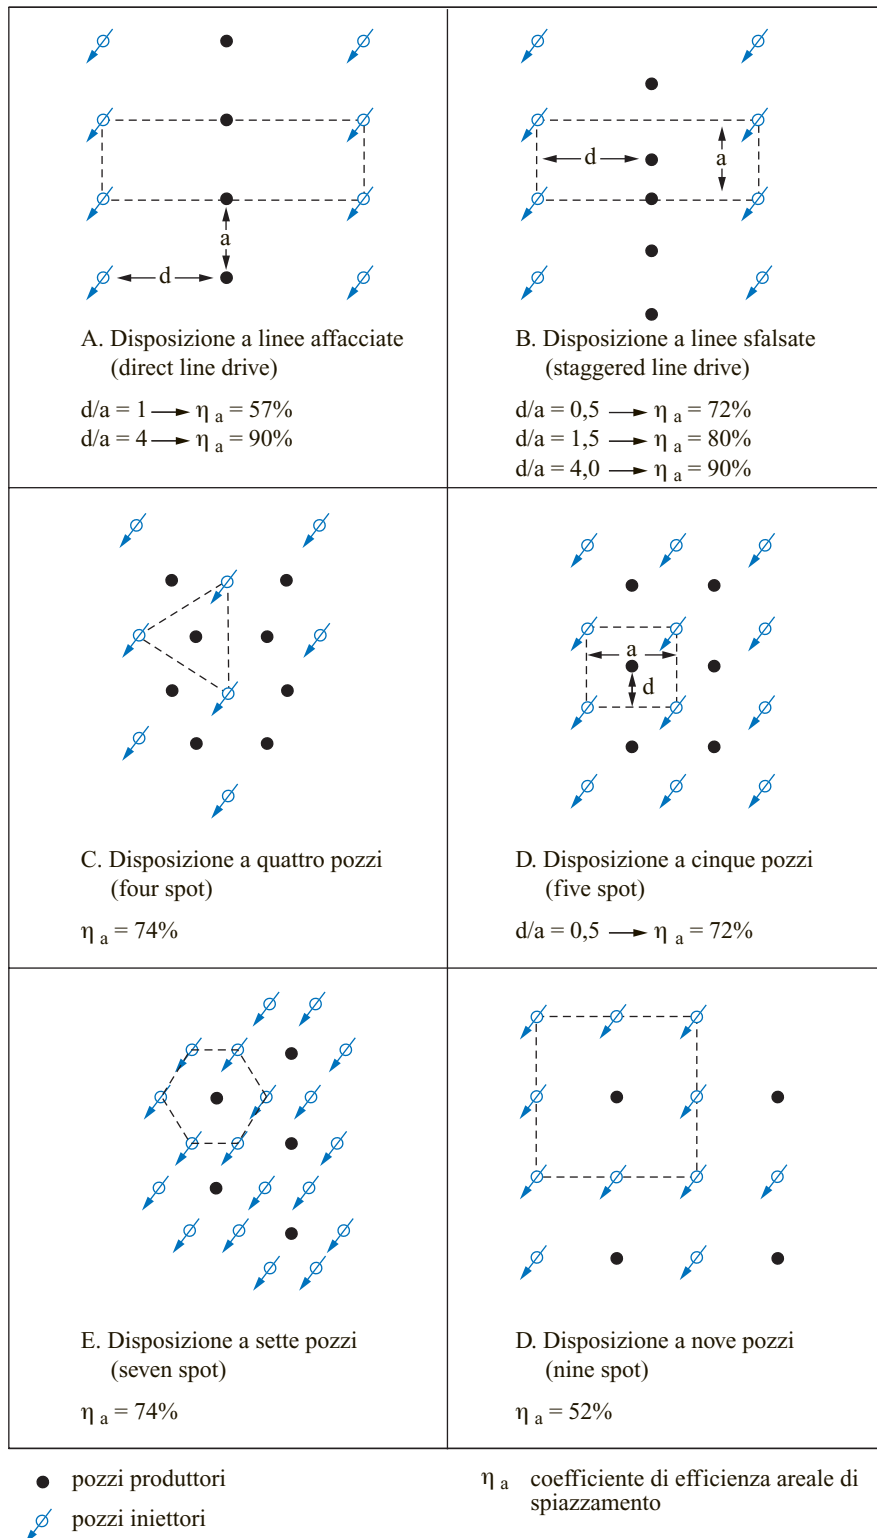 a
d
A. Disposizione a linee affacciate
(direct line drive)
d/a = 1 → η a = 57%
d/a = 4 → η a = 90%
d
a
B. Disposizione a linee sfalsate
(staggered line drive)
d/a = 0,5 → η a = 72%
d/a = 1,5 → η a = 80%
d/a = 4,0 → η a = 90%
C. Disposizione a quattro pozzi
(four spot)
η a = 74%
a
d
D. Disposizione a cinque pozzi
(five spot)
d/a = 0,5 → η a = 72%
E. Disposizione a sette pozzi
(seven spot)
η a = 74%
D. Disposizione a nove pozzi
(nine spot)
η a = 52%
pozzi produttori
pozzi iniettori
η a coefficiente di efficienza areale di
spiazzamento